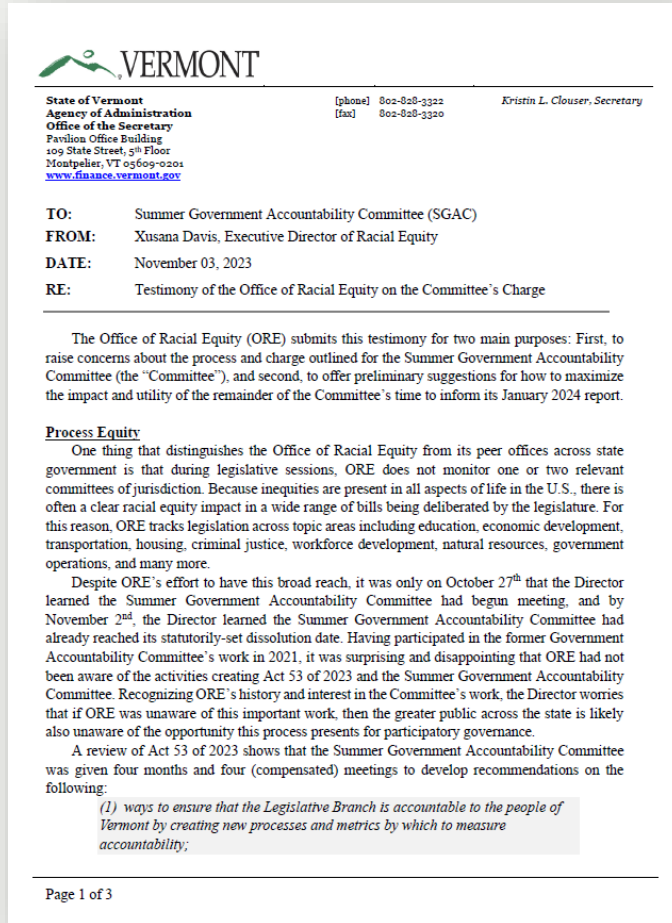 VERMONT
State of Vermont
Agency of Administration
Office of the Secretary
Pavilion Office Building
109 State Street, 5th Floor
Montpelier, VT 05609-0201
www.finance.vermont.gov
[phone] 802-828-3322
[fax] 802-828-3320
Kristin L. Clouser, Secretary
TO: Summer Government Accountability Committee (SGAC)
FROM: Xusana Davis, Executive Director of Racial Equity
DATE: November 03, 2023
RE: Testimony of the Office of Racial Equity on the Committee's Charge
The Office of Racial Equity (ORE) submits this testimony for two main purposes: First, to
raise concerns about the process and charge outlined for the Summer Government Accountability
Committee (the "Committee"), and second, to offer preliminary suggestions for how to maximize
the impact and utility of the remainder of the Committee's time to inform its January 2024 report.
Process Equity
One thing that distinguishes the Office of Racial Equity from its peer offices across state
government is that during legislative sessions, ORE does not monitor one or two relevant
committees of jurisdiction. Because inequities are present in all aspects of life in the U.S., there is
often a clear racial equity impact in a wide range of bills being deliberated by the legislature. For
this reason, ORE tracks legislation across topic areas including education, economic development,
transportation, housing, criminal justice, workforce development, natural resources, government
operations, and many more.
Despite ORE's effort to have this broad reach, it was only on October 27th that the Director
learned the Summer Government Accountability Committee had begun meeting, and by
November 2nd, the Director learned the Summer Government Accountability Committee had
already reached its statutorily-set dissolution date. Having participated in the former Government
Accountability Committee's work in 2021, it was surprising and disappointing that ORE had not
been aware of the activities creating Act 53 of 2023 and the Summer Government Accountability
Committee. Recognizing ORE's history and interest in the Committee's work, the Director worries
that if ORE was unaware of this important work, then the greater public across the state is likely
also unaware of the opportunity this process presents for participatory governance.
A review of Act 53 of 2023 shows that the Summer Government Accountability Committee
was given four months and four (compensated) meetings to develop recommendations on the
following:
(1) ways to ensure that the Legislative Branch is accountable to the people of
Vermont by creating new processes and metrics by which to measure
accountability;
Page 1 of 3